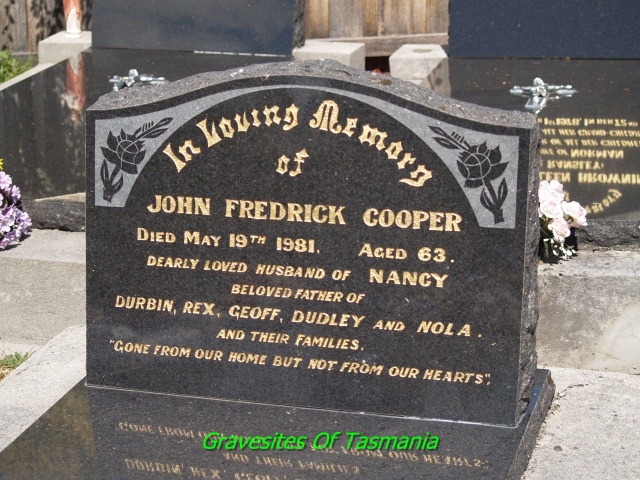 In Loving Memory
of
JOHN FREDRICK COOPER
DIED MAY 19TH 1981. AGED 63.
DEARLY LOVED HUSBAND OF NANCY
BELOVED FATHER OF
DURBIN, REX, GEOFF, DUDLEY AND NOLA.
AND THEIR FAMILIES.
"GONE FROM OUR HOME BUT NOT FROM OUR HEARTS".
Gravesites Of Tasmania
NORMAN
RANSLEY